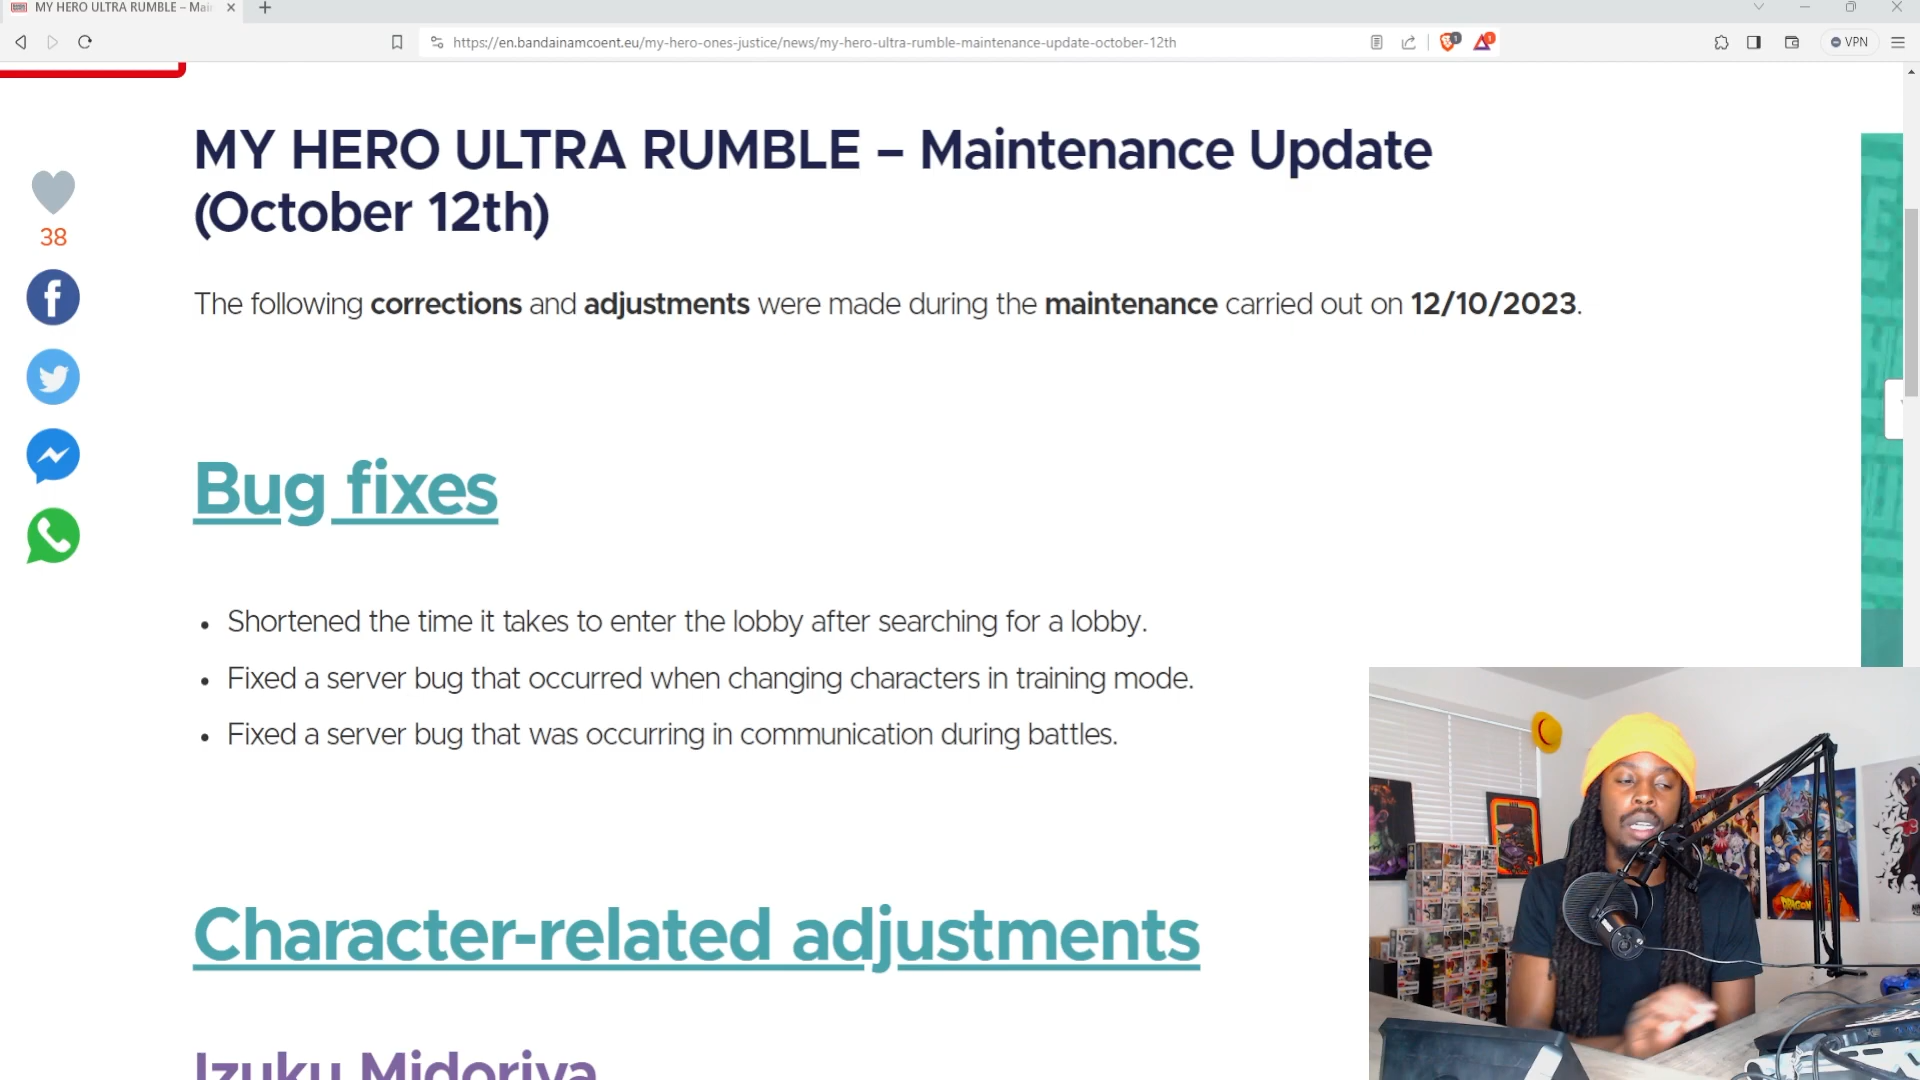 MY HERO ULTRA RUMBLE – Mai
https://en.bandainamcoent.eu/my-hero-ones-justice/news/my-hero-ultra-rumble-maintenance-update-october-12th
1
1
VPN
MY HERO ULTRA RUMBLE – Maintenance Update
(October 12th)
38
The following corrections and adjustments were made during the maintenance carried out on 12/10/2023.
Bug fixes
• Shortened the time it takes to enter the lobby after searching for a lobby.
• Fixed a server bug that occurred when changing characters in training mode.
• Fixed a server bug that was occurring in communication during battles.
Character-related adjustments
Izuku Midoriya